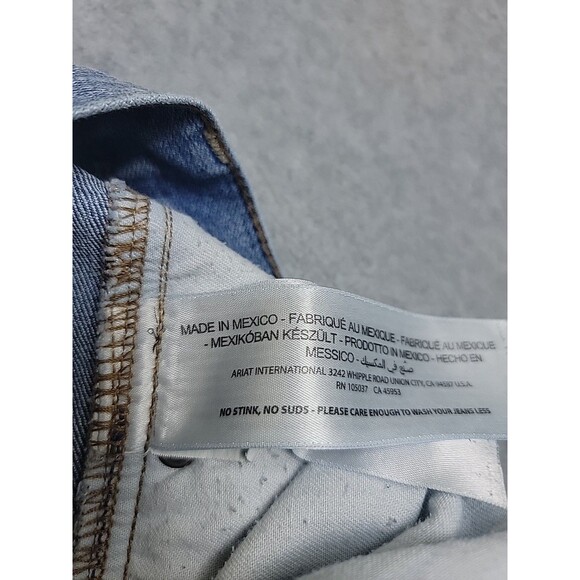 MADE IN MEXICO - FABRIQUÉ AU MEXIQUE - FABRIQUÉ AU MEXIQUE
- MEXIKÓBAN KÉSZÜLT - PRODOTTO IN MEXICO - HECHO EN
MESSICO - صنع في المكسيك
ARIAT INTERNATIONAL 3242 WHIPPLE ROAD UNION CITY, CA 94587 U.S.A.
RN 105037 CA 45953
NO STINK, NO SUDS - PLEASE CARE ENOUGH TO WASH YOUR JEANS LESS